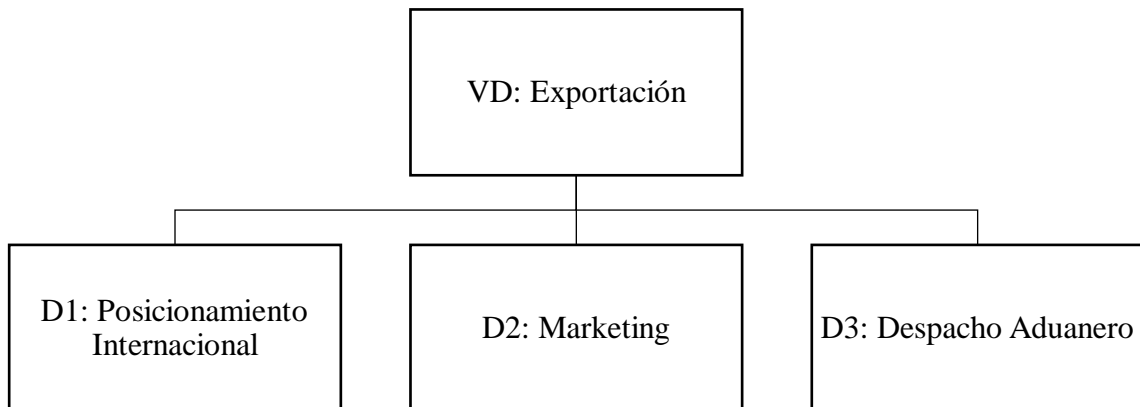 VD: Exportación
D1: Posicionamiento
Internacional
D2: Marketing
D3: Despacho Aduanero